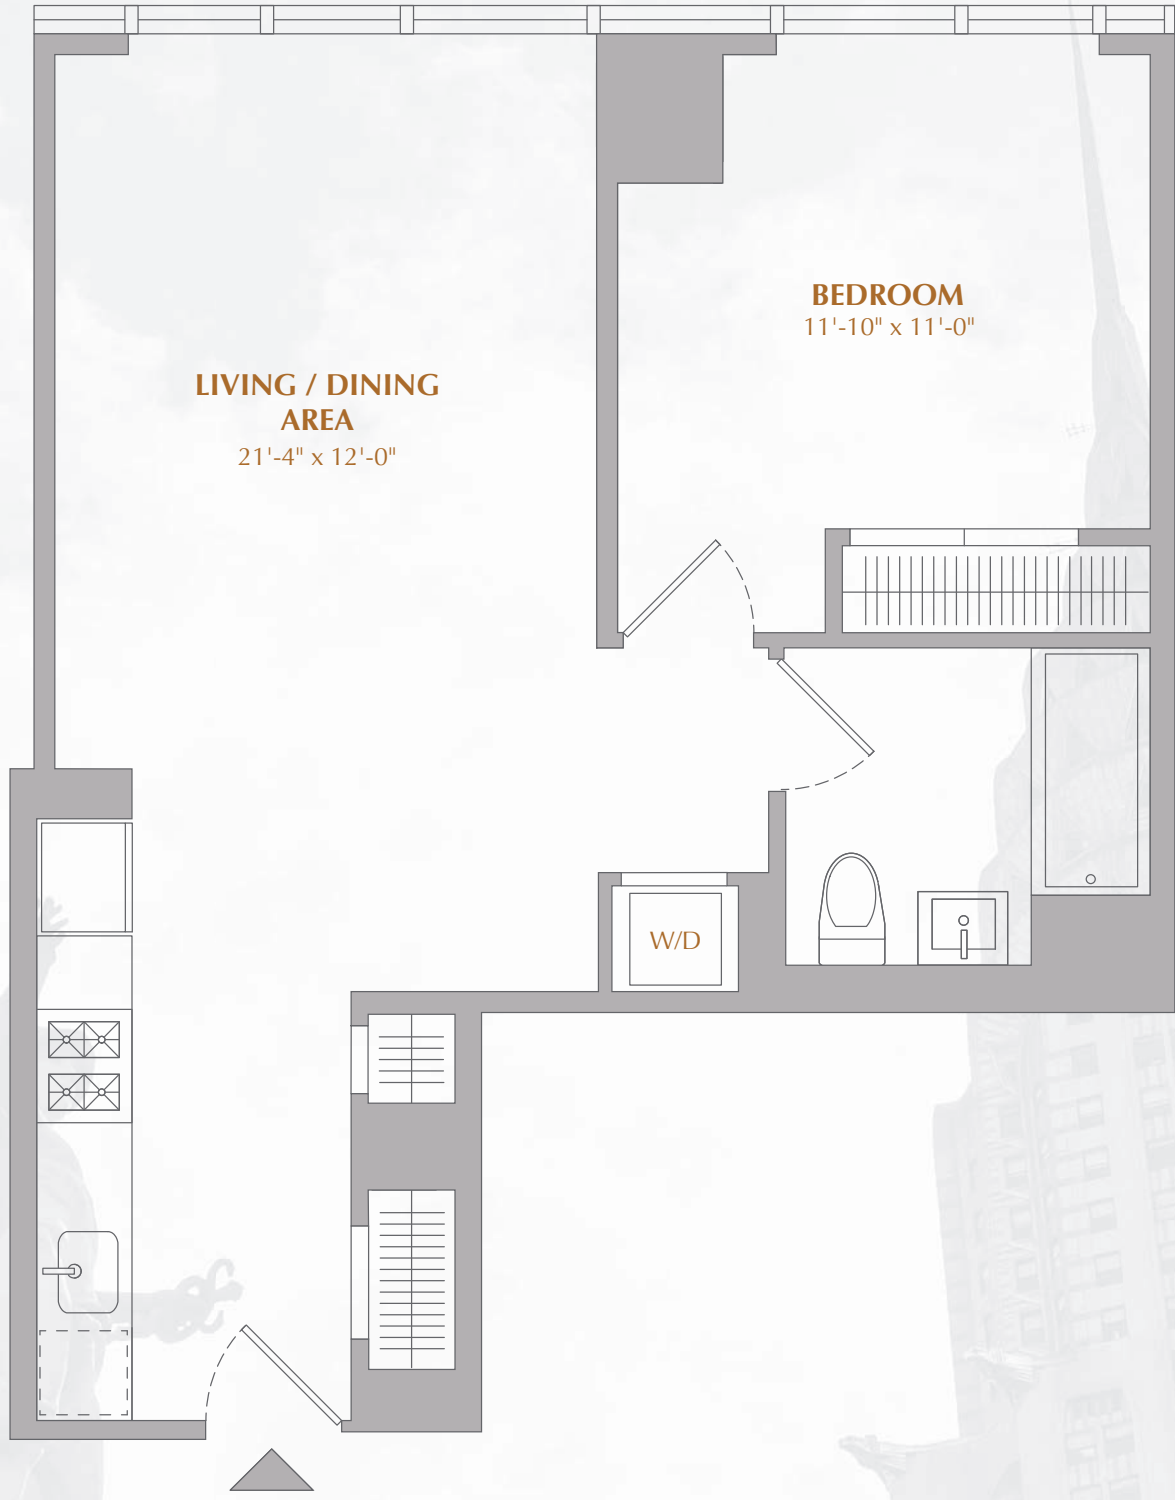 BEDROOM
11'-10" x 11'-0"
LIVING / DINING
AREA
21'-4" x 12'-0"
W/D